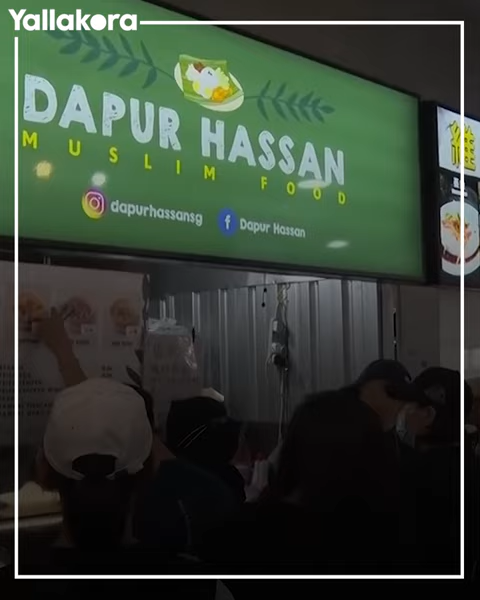 Yallakora
DAPUR HASSAN
MUSLIM FOOD
dapurhassansg
Dapur Hassan